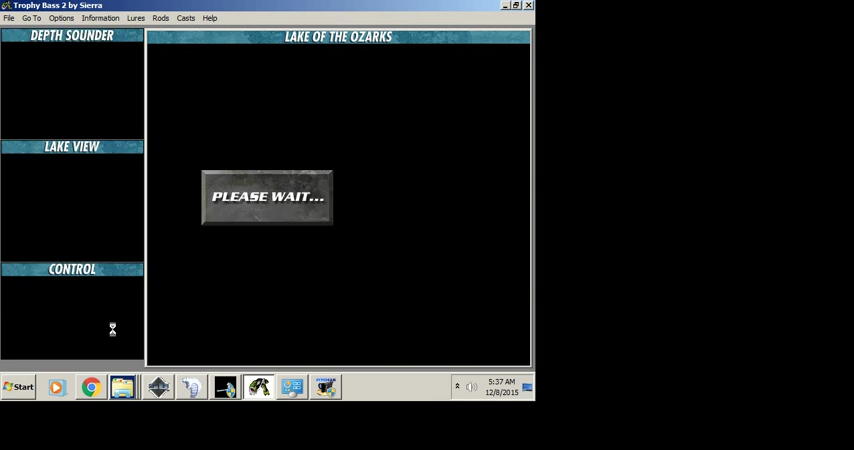 Trophy Bass 2 by Sierra
File Go To Options Information Lures Rods Casts Help
DEPTH SOUNDER
LAKE OF THE OZARKS
LAKE VIEW
PLEASE WAIT...
CONTROL
Start
5:37 AM
12/8/2015